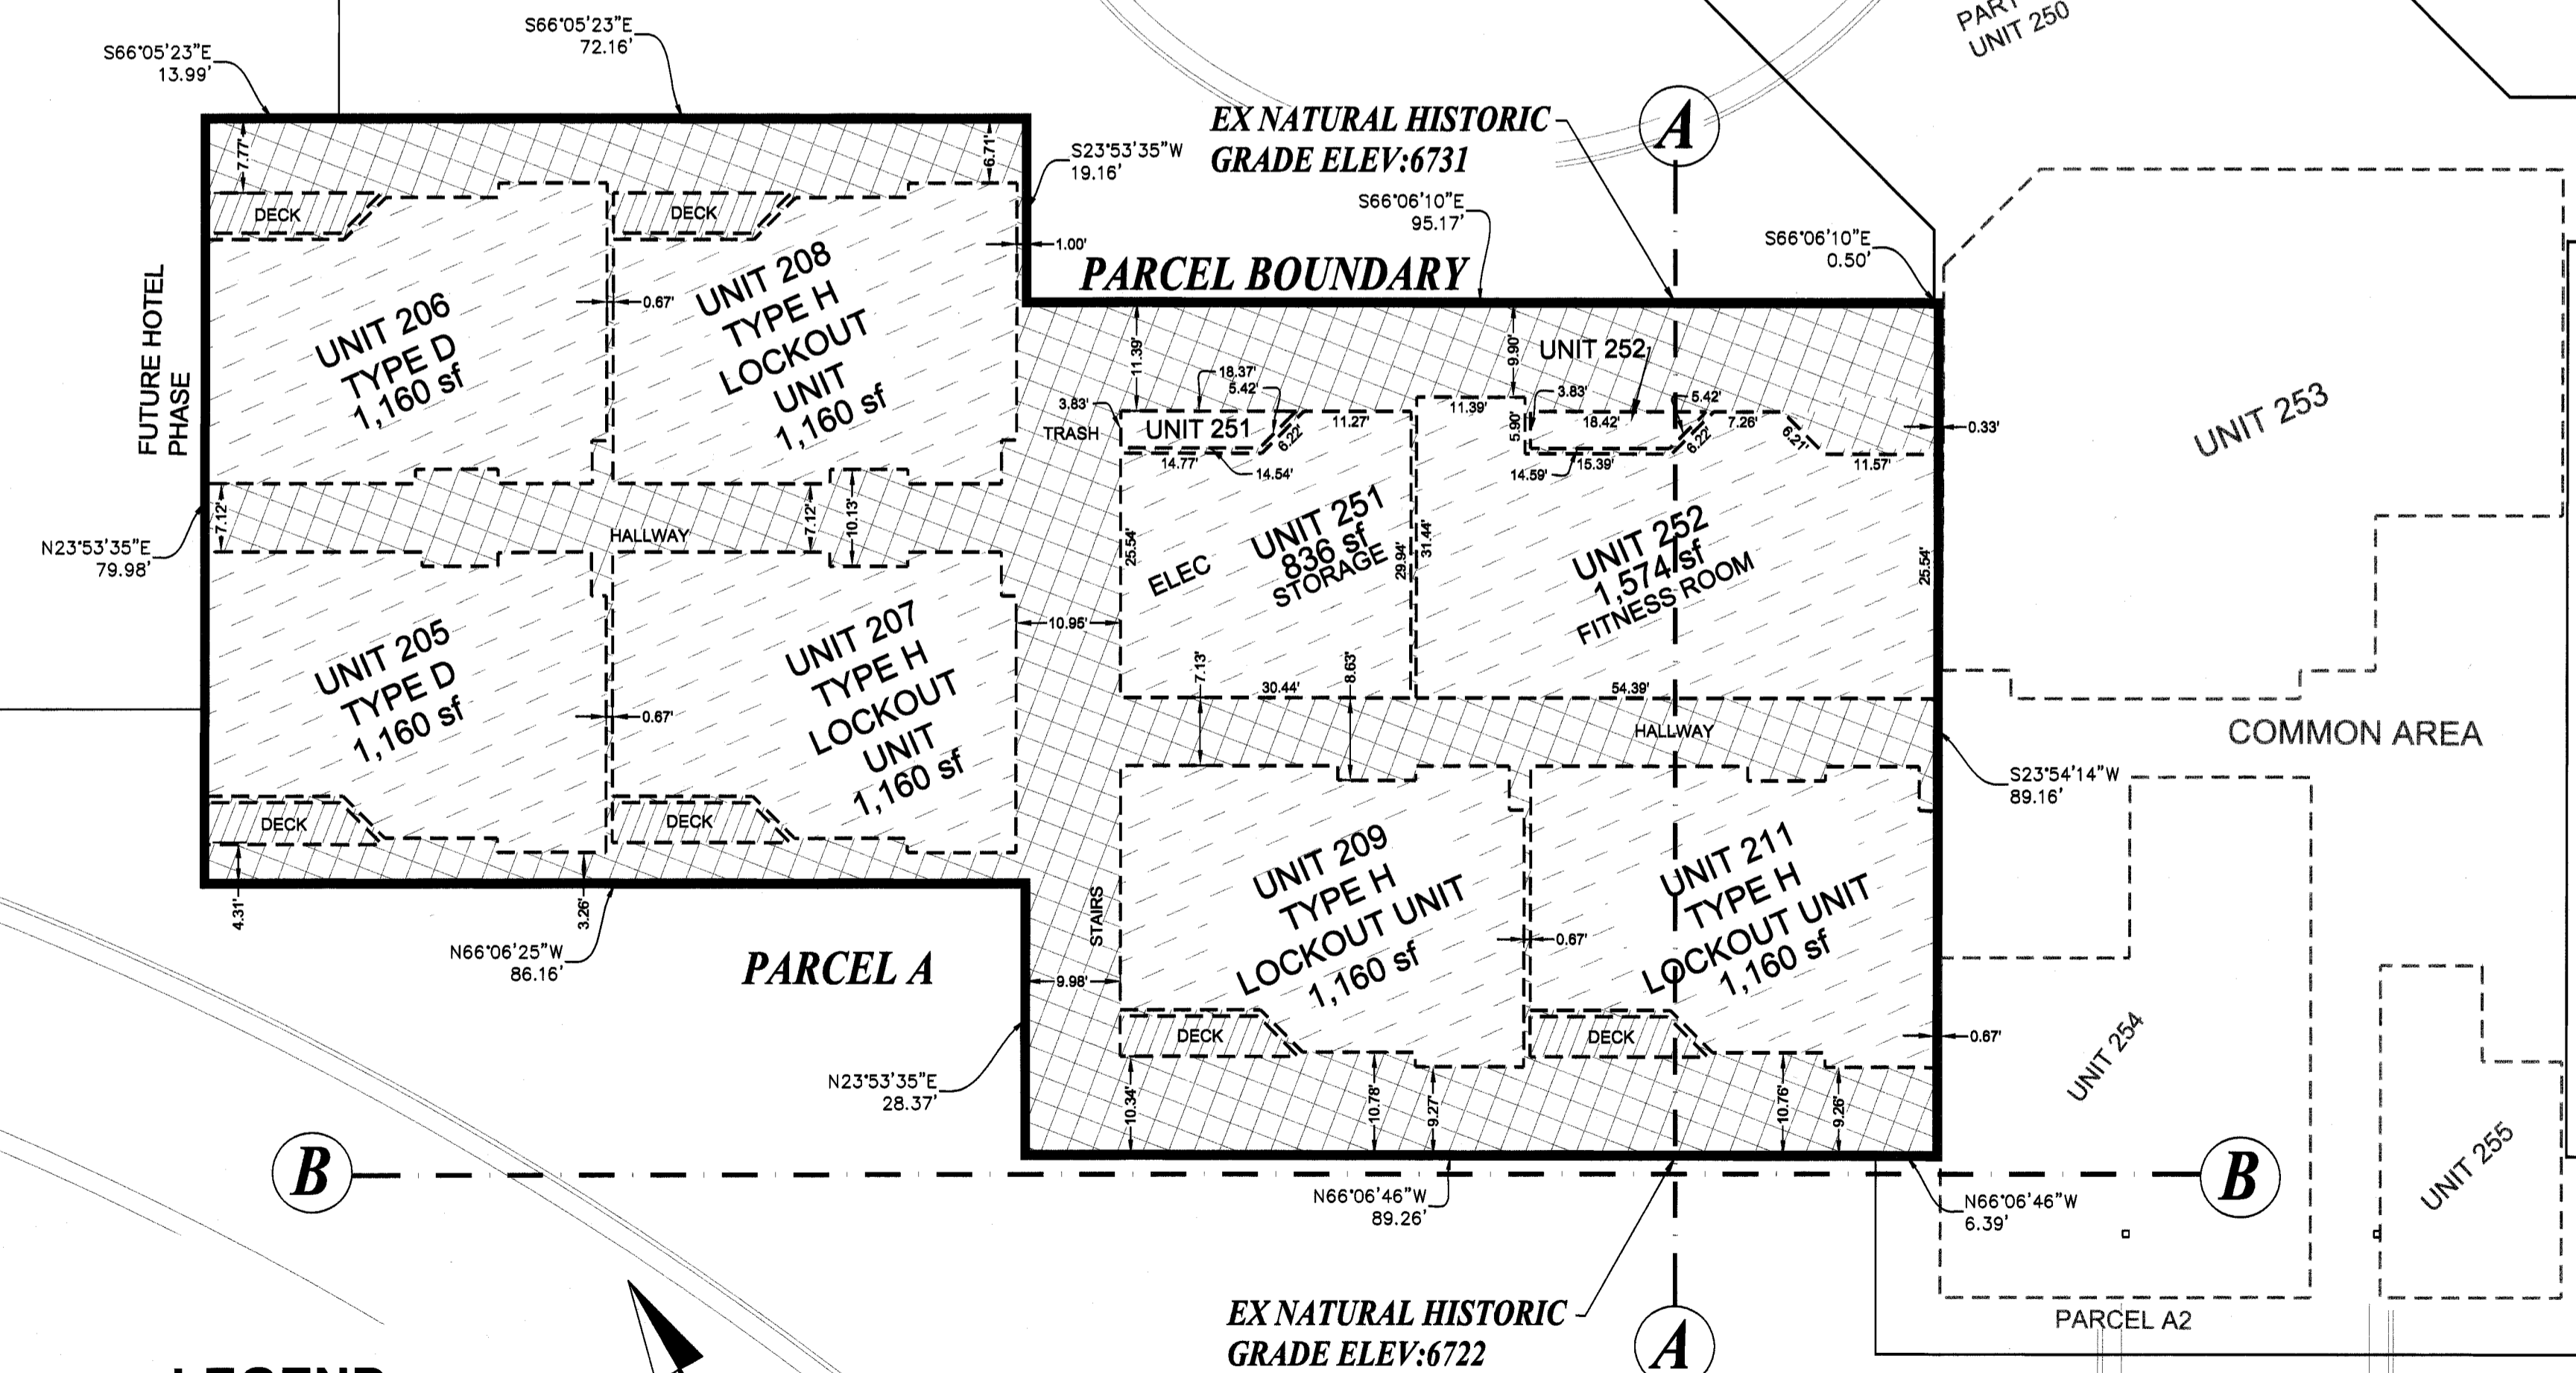 S66°05'23"E
13.99'
S66°05'23"E
72.16'
PART
UNIT 250
EX NATURAL HISTORIC
GRADE ELEV:6731
A
S23°53'35"W
19.16'
S66°06'10"E
95.17'
S66°06'10"E
0.50'
PARCEL BOUNDARY
7.77'
6.71'
1.00'
DECK
DECK
FUTURE HOTEL
PHASE
UNIT 206
TYPE D
1,160 sf
0.67'
UNIT 208
TYPE H
LOCKOUT
UNIT
1,160 sf
11.39'
9.90'
UNIT 252
18.37'
5.42'
3.83'
TRASH
UNIT 251
6.22'
11.27'
14.77'
14.54'
11.39'
5.90'
3.83'
18.42'
5.42'
6.22'
7.26'
6.21'
14.59'
15.39'
11.57'
0.33'
UNIT 253
N23°53'35"E
79.98'
7.12'
HALLWAY
7.12'
10.13'
25.54'
ELEC
UNIT 251
836 sf
STORAGE
29.94'
31.44'
UNIT 252
1,574 sf
FITNESS ROOM
25.54'
UNIT 205
TYPE D
1,160 sf
0.67'
UNIT 207
TYPE H
LOCKOUT
UNIT
1,160 sf
10.95'
7.13'
30.44'
8.63'
54.39'
HALLWAY
COMMON AREA
S23°54'14"W
89.16'
DECK
DECK
4.31'
3.26'
N66°06'25"W
86.16'
PARCEL A
STAIRS
9.98'
UNIT 209
TYPE H
LOCKOUT UNIT
1,160 sf
0.67'
UNIT 211
TYPE H
LOCKOUT UNIT
1,160 sf
0.67'
DECK
DECK
10.34'
10.78'
9.27'
10.76'
9.26'
N23°53'35"E
28.37'
UNIT 254
UNIT 255
B
B
N66°06'46"W
89.26'
N66°06'46"W
6.39'
EX NATURAL HISTORIC
GRADE ELEV:6722
A
PARCEL A2
LEGEND